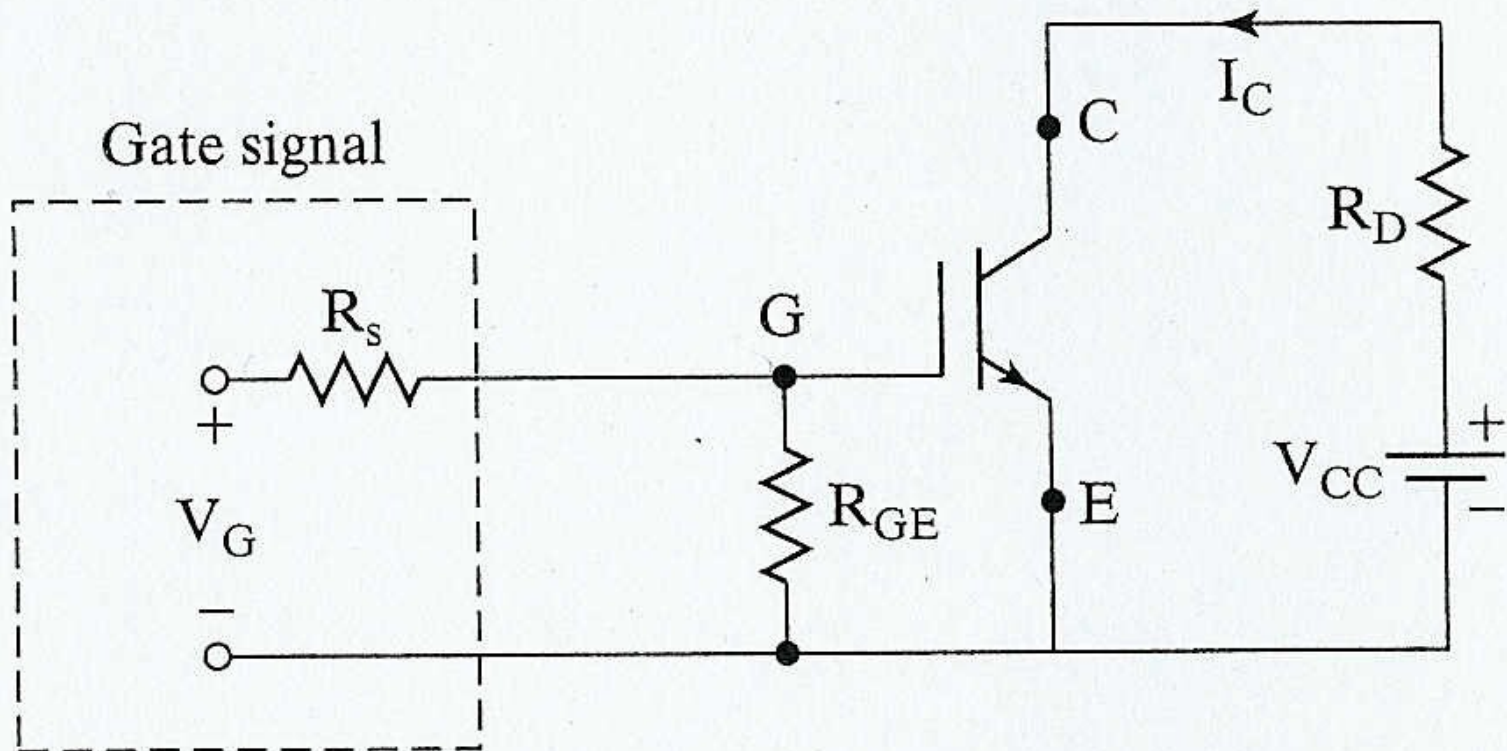 Gate signal
I_C
C
R_D
R_s
G
+
V_G
−
R_GE
E
V_CC
+
−